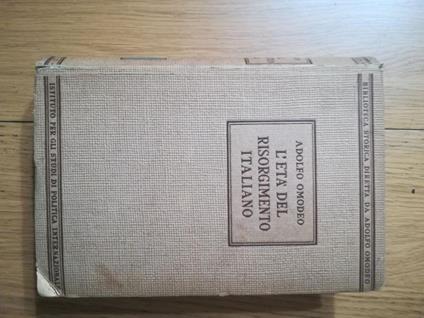 BIBLIOTECA STORICA DIRETTA DA ADOLFO OMODEO
ADOLFO OMODEO
L'ETÀ DEL
RISORGIMENTO
ITALIANO
ISTITUTO PER GLI STUDI DI POLITICA INTERNAZIONALE